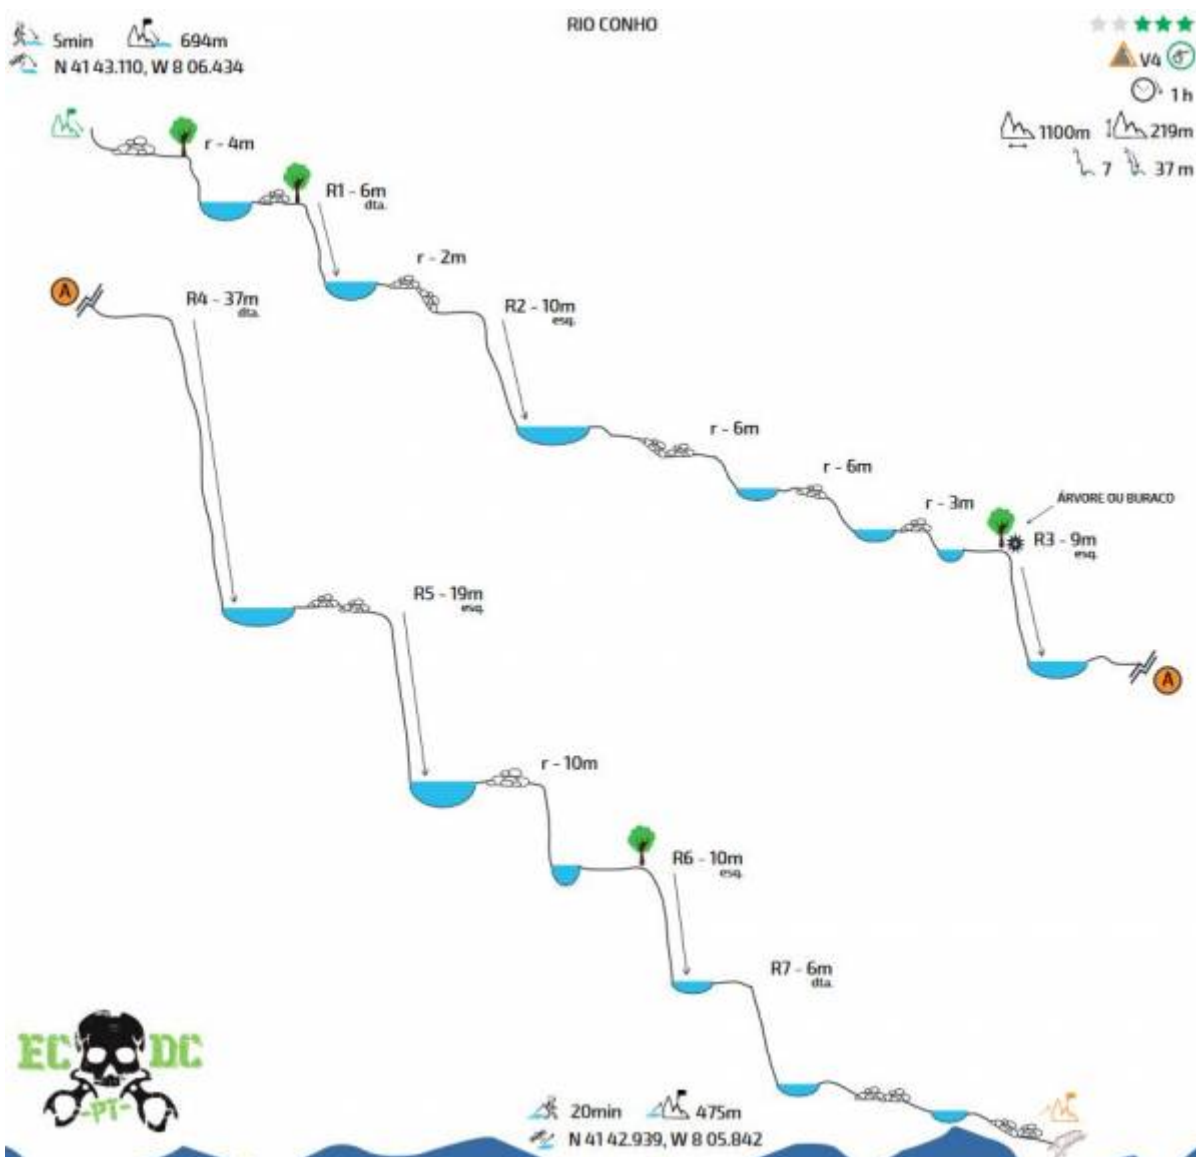 RIO CONHO
5min 694m
N 41 43.110, W 8 06.434
V4
1 h
1100m 219m
7 37 m
r - 4m
R1 - 6m
dta.
r - 2m
A
R4 - 37m
dta.
R2 - 10m
esq.
r - 6m
r - 6m
r - 3m
ÁRVORE OU BURACO
R3 - 9m
esq.
R5 - 19m
esq.
A
r - 10m
R6 - 10m
esq.
R7 - 6m
dta.
EC DC
-PT-
20min 475m
N 41 42.939, W 8 05.842